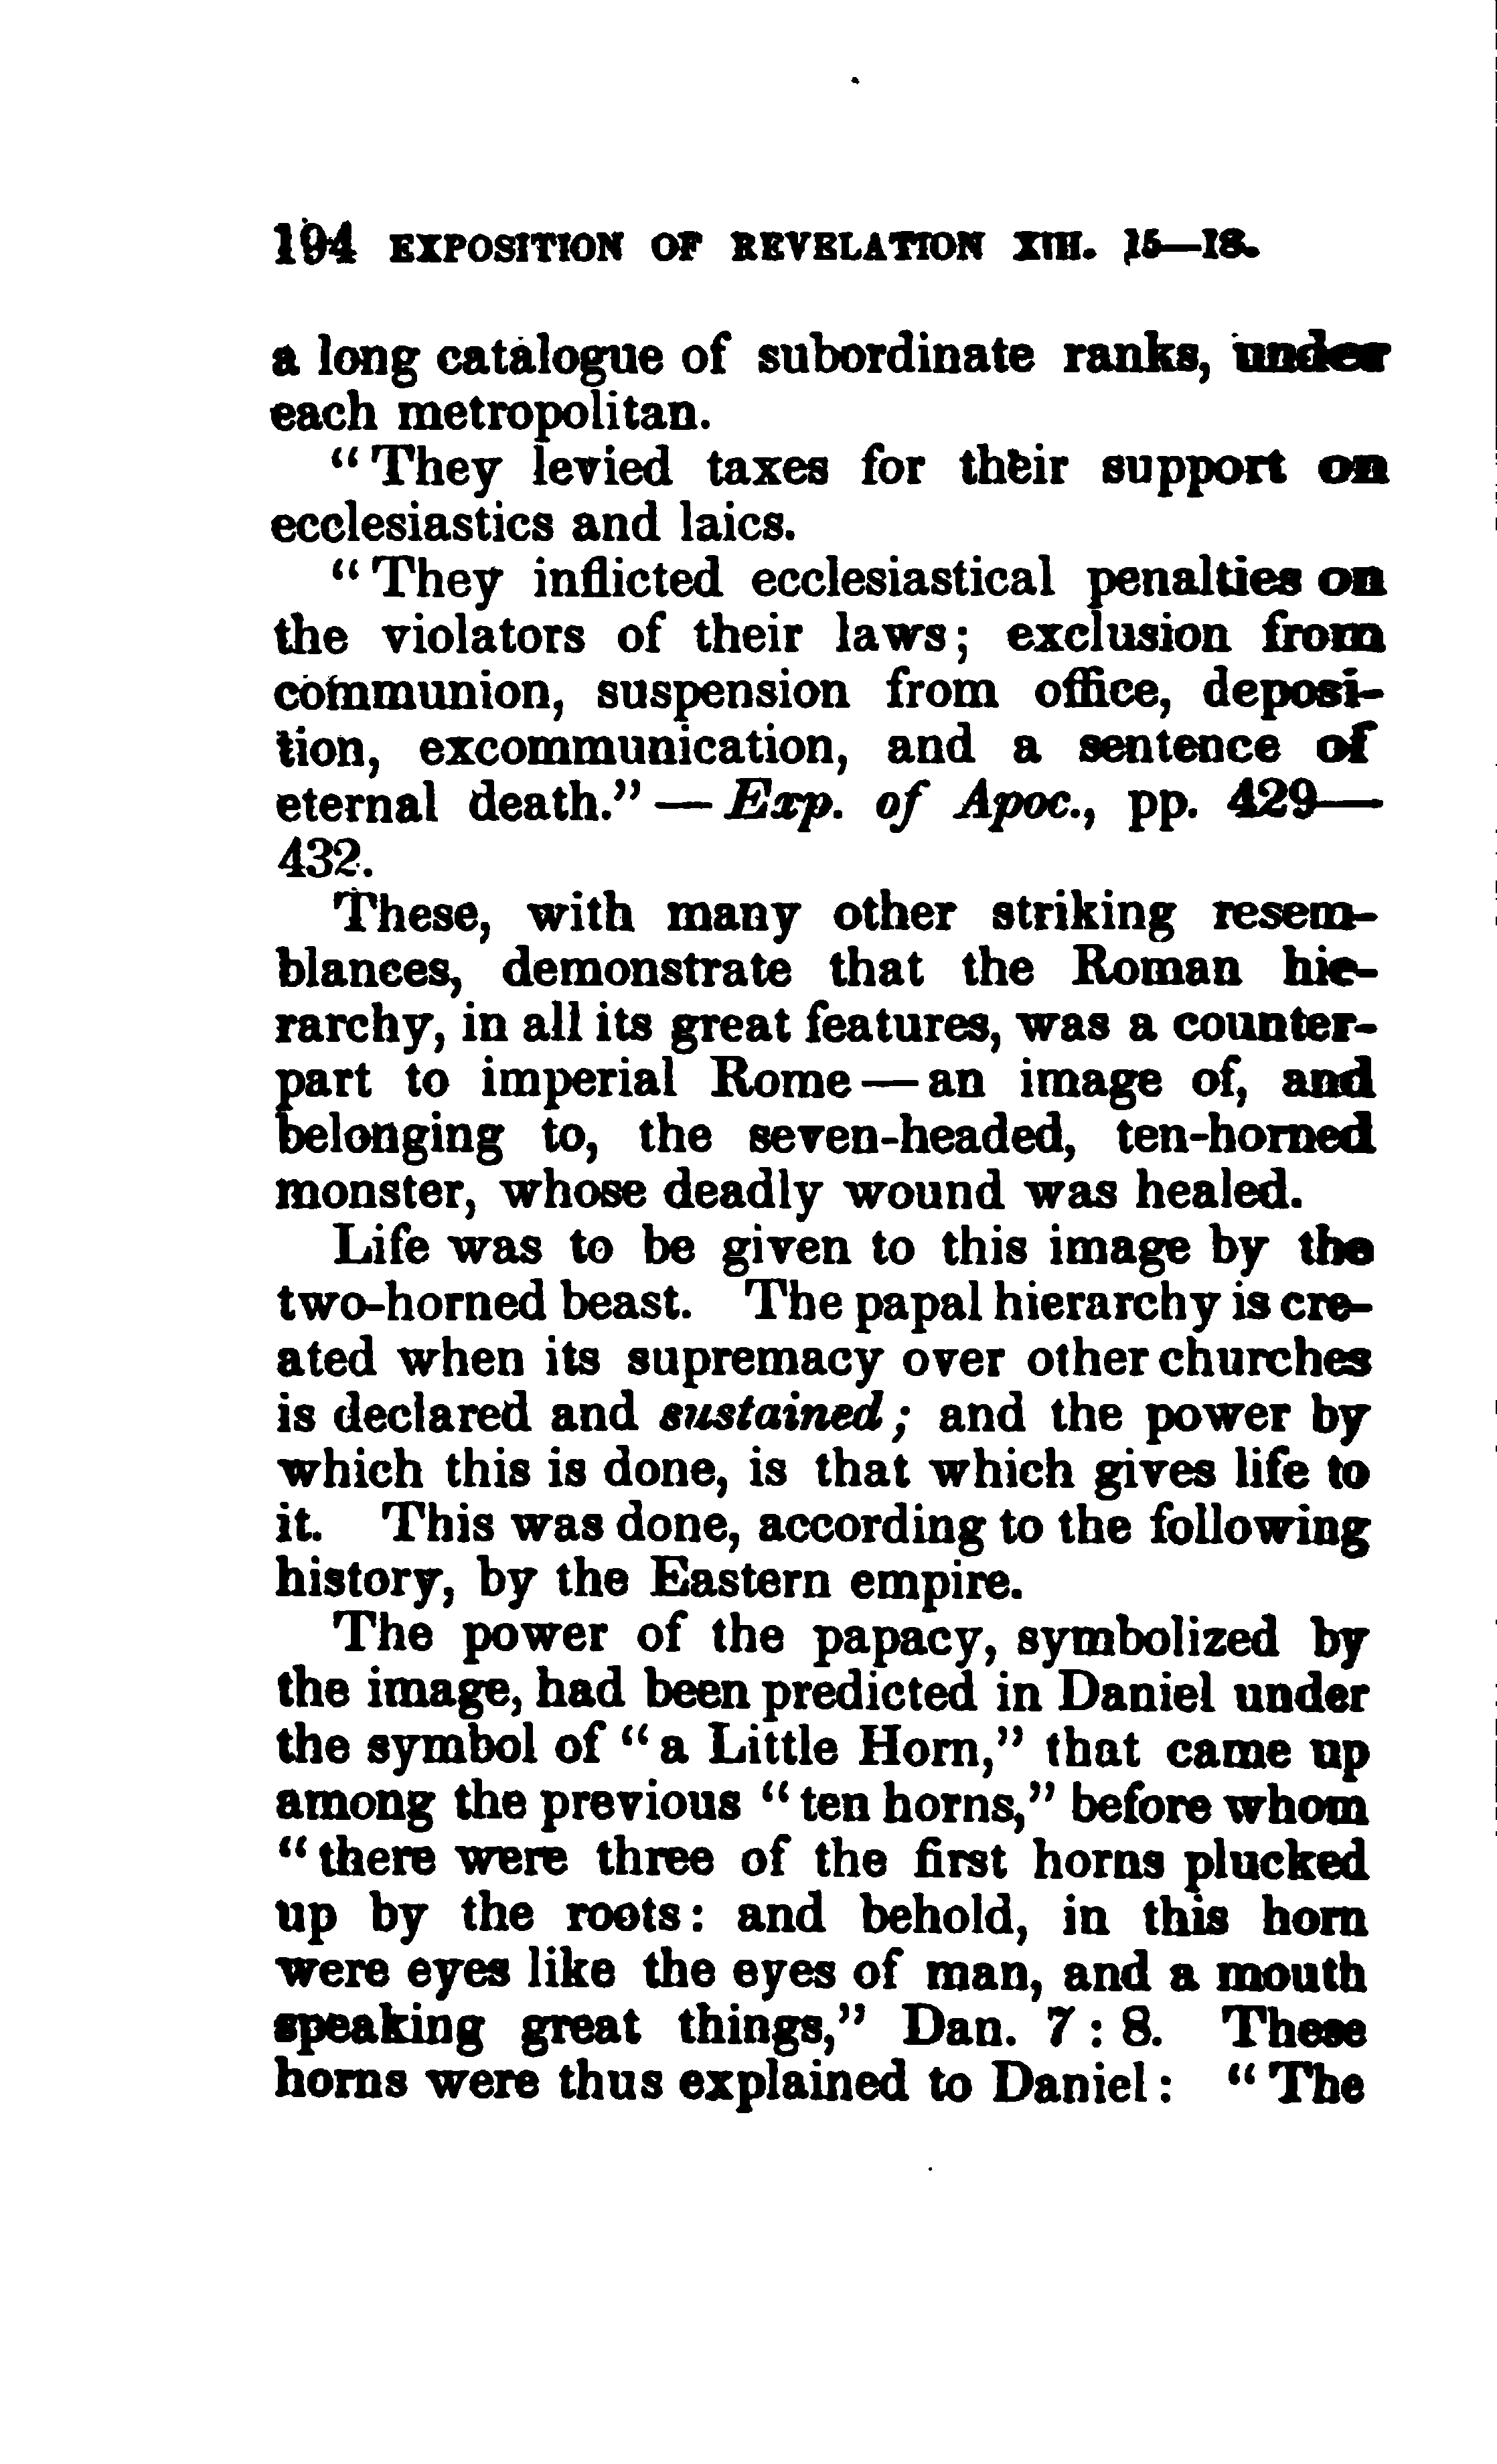 194 EXPOSITION OF REVELATION XIII. 15—18.
a long catalogue of subordinate ranks, under
each metropolitan.
“They levied taxes for their support on
ecclesiastics and laics.
“They inflicted ecclesiastical penalties on
the violators of their laws; exclusion from
communion, suspension from office, deposi-
tion, excommunication, and a sentence of
eternal death.”—Exp. of Apoc., pp. 429—
432.
These, with many other striking resem-
blances, demonstrate that the Roman hie-
rarchy, in all its great features, was a counter-
part to imperial Rome—an image of, and
belonging to, the seven-headed, ten-horned
monster, whose deadly wound was healed.
Life was to be given to this image by the
two-horned beast. The papal hierarchy is cre-
ated when its supremacy over other churches
is declared and sustained; and the power by
which this is done, is that which gives life to
it. This was done, according to the following
history, by the Eastern empire.
The power of the papacy, symbolized by
the image, had been predicted in Daniel under
the symbol of “a Little Horn,” that came up
among the previous “ten horns,” before whom
“there were three of the first horns plucked
up by the roots: and behold, in this horn
were eyes like the eyes of man, and a mouth
speaking great things,” Dan. 7 : 8. These
horns were thus explained to Daniel: “The